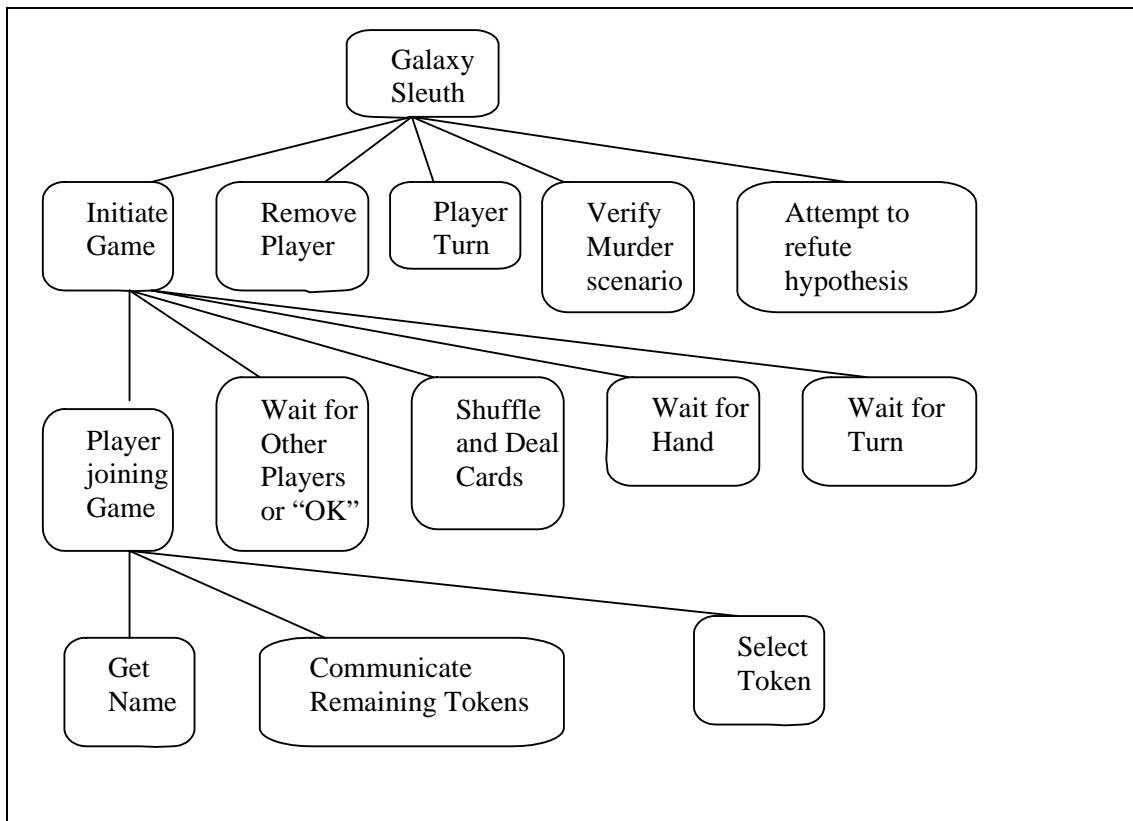 Galaxy
Sleuth
Initiate
Game
Remove
Player
Player
Turn
Verify
Murder
scenario
Attempt to
refute
hypothesis
Player
joining
Game
Wait for
Other
Players
or “OK”
Shuffle
and Deal
Cards
Wait for
Hand
Wait for
Turn
Get
Name
Communicate
Remaining Tokens
Select
Token